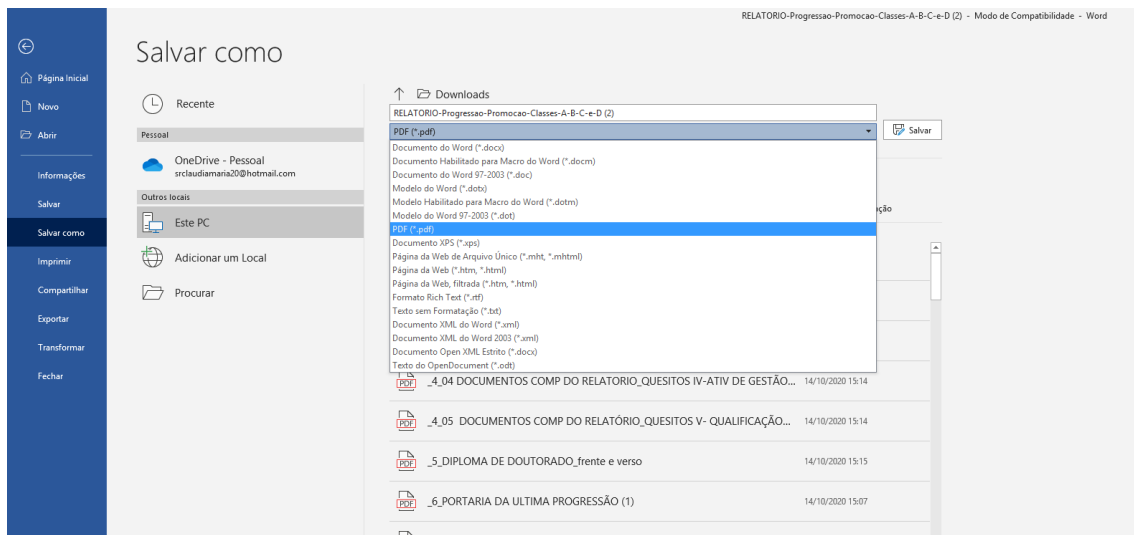 RELATORIO-Progressao-Promocao-Classes-A-B-C-e-D (2) - Modo de Compatibilidade - Word
Página Inicial
Novo
Abrir
Informações
Salvar
Salvar como
Imprimir
Compartilhar
Exportar
Transformar
Fechar
Salvar como
Recente
Pessoal
OneDrive - Pessoal
srclaudiamaria20@hotmail.com
Outros locais
Este PC
Adicionar um Local
Procurar
Downloads
RELATORIO-Progressao-Promocao-Classes-A-B-C-e-D (2)
PDF (*.pdf)
Salvar
Documento do Word (*.docx)
Documento Habilitado para Macro do Word (*.docm)
Documento do Word 97-2003 (*.doc)
Modelo do Word (*.dotx)
Modelo Habilitado para Macro do Word (*.dotm)
Modelo do Word 97-2003 (*.dot)
PDF (*.pdf)
Documento XPS (*.xps)
Página da Web de Arquivo Único (*.mht, *.mhtml)
Página da Web (*.htm, *.html)
Página da Web, filtrada (*.htm, *.html)
Formato Rich Text (*.rtf)
Texto sem Formatação (*.txt)
Documento XML do Word (*.xml)
Documento XML do Word 2003 (*.xml)
Documento Open XML Estrito (*.docx)
Texto do OpenDocument (*.odt)
ção
PDF _4_04 DOCUMENTOS COMP DO RELATORIO_QUESITOS IV-ATIV DE GESTÃO... 14/10/2020 15:14
PDF _4_05 DOCUMENTOS COMP DO RELATÓRIO_QUESITOS V- QUALIFICAÇÃO... 14/10/2020 15:14
PDF _5_DIPLOMA DE DOUTORADO_frente e verso 14/10/2020 15:15
PDF _6_PORTARIA DA ULTIMA PROGRESSÃO (1) 14/10/2020 15:07